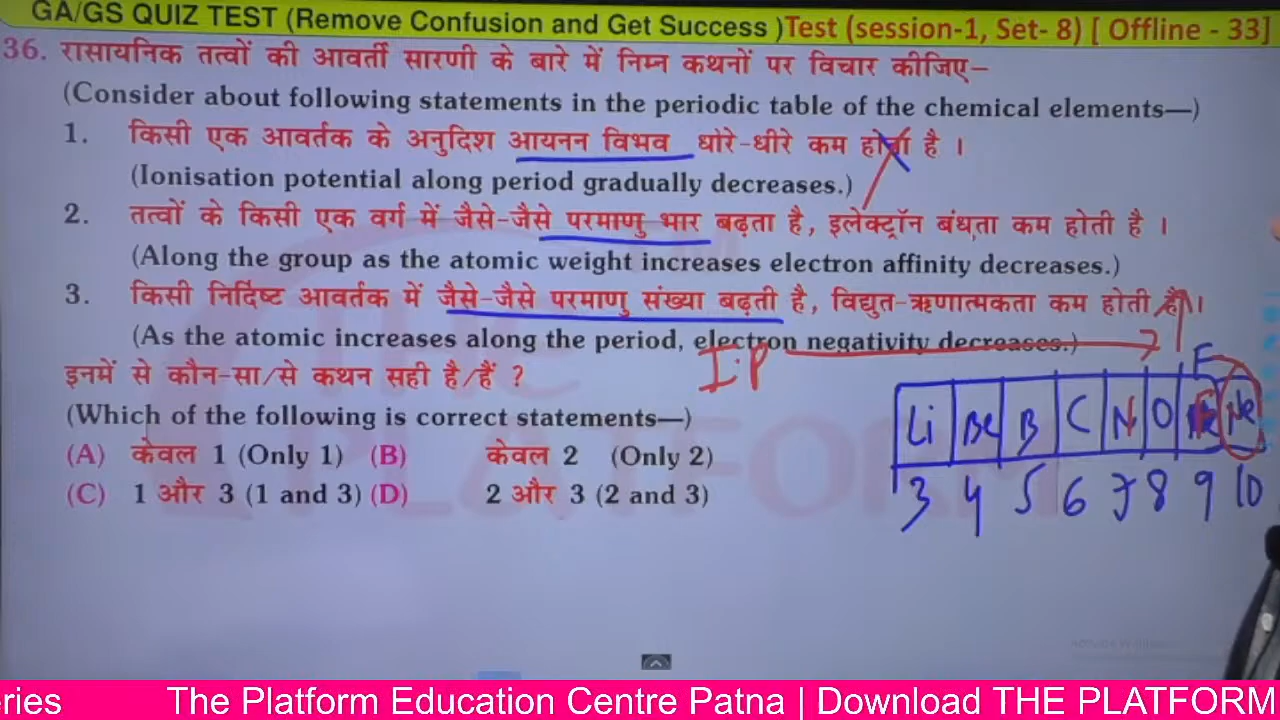 GA/GS QUIZ TEST (Remove Confusion and Get Success )Test (session-1, Set- 8) [ Offline - 33]
36. रासायनिक तत्वों की आवर्ती सारणी के बारे में निम्न कथनों पर विचार कीजिए–
(Consider about following statements in the periodic table of the chemical elements—)
1. किसी एक आवर्तक के अनुदिश आयनन विभव धोरे-धीरे कम होता है ।
(Ionisation potential along period gradually decreases.)
2. तत्वों के किसी एक वर्ग में जैसे-जैसे परमाणु भार बढ़ता है, इलेक्ट्रॉन बंधुता कम होती है ।
(Along the group as the atomic weight increases electron affinity decreases.)
3. किसी निर्दिष्ट आवर्तक में जैसे-जैसे परमाणु संख्या बढ़ती है, विद्युत-ऋणात्मकता कम होती है ।
(As the atomic increases along the period, electron negativity decreases.)
I.P
इनमें से कौन-सा/से कथन सही है/हैं ?
(Which of the following is correct statements—)
(A) केवल 1 (Only 1) (B) केवल 2 (Only 2)
(C) 1 और 3 (1 and 3) (D) 2 और 3 (2 and 3)
F
Li Be B C N O F Ne
3 4 5 6 7 8 9 10
THE PLATFORM
eries The Platform Education Centre Patna | Download THE PLATFORM